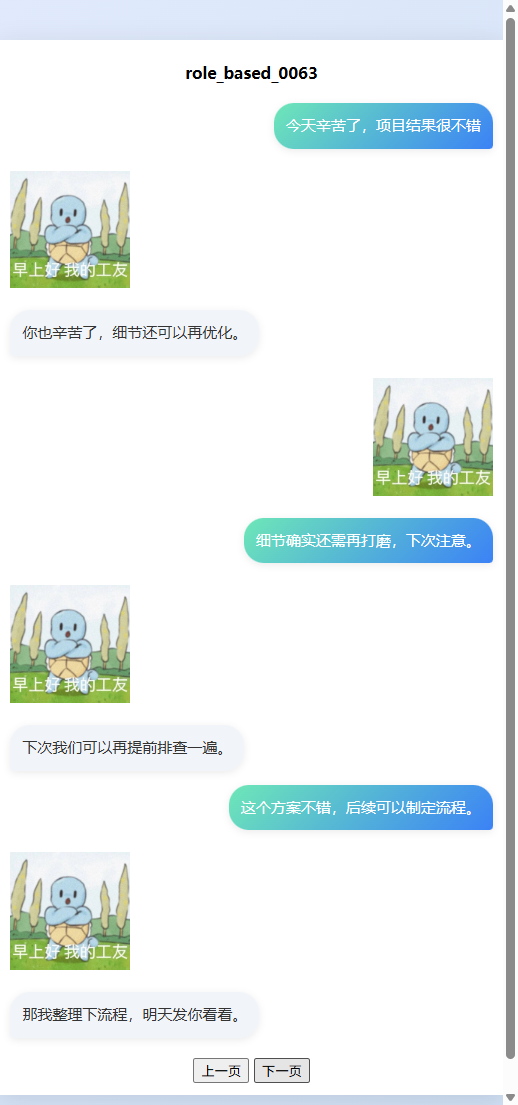 role_based_0063
今天辛苦了，项目结果很不错
早上好 我的工友
你也辛苦了，细节还可以再优化。
早上好 我的工友
细节确实还需再打磨，下次注意。
早上好 我的工友
下次我们可以再提前排查一遍。
这个方案不错，后续可以制定流程。
早上好 我的工友
那我整理下流程，明天发你看看。
上一页 下一页